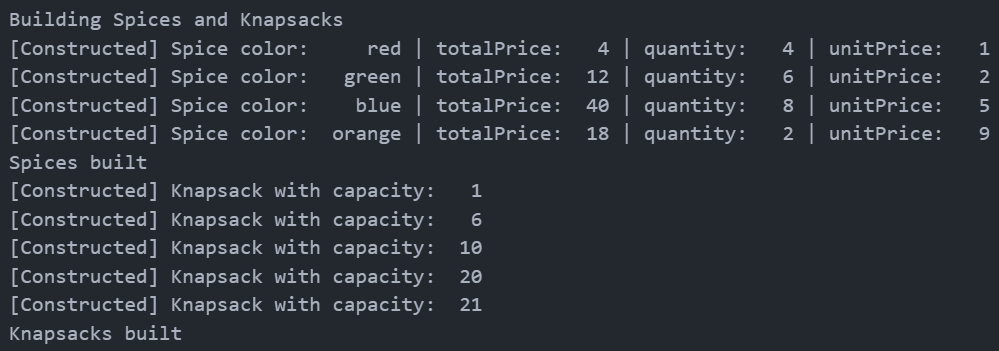 Building Spices and Knapsacks
[Constructed] Spice color:     red | totalPrice:   4 | quantity:   4 | unitPrice:   1
[Constructed] Spice color:   green | totalPrice:  12 | quantity:   6 | unitPrice:   2
[Constructed] Spice color:    blue | totalPrice:  40 | quantity:   8 | unitPrice:   5
[Constructed] Spice color:  orange | totalPrice:  18 | quantity:   2 | unitPrice:   9
Spices built
[Constructed] Knapsack with capacity:   1
[Constructed] Knapsack with capacity:   6
[Constructed] Knapsack with capacity:  10
[Constructed] Knapsack with capacity:  20
[Constructed] Knapsack with capacity:  21
Knapsacks built